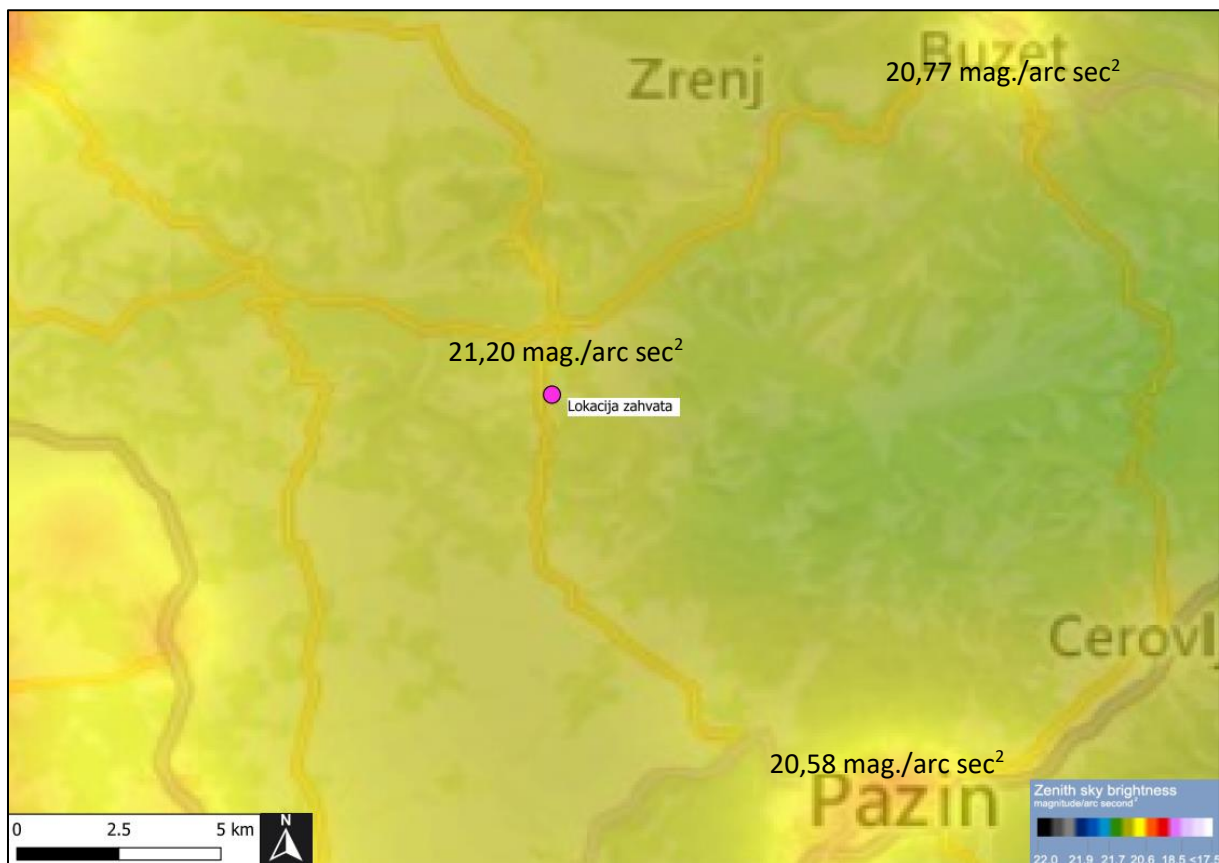 Buzet
20,77 mag./arc sec²
Zrenj
21,20 mag./arc sec²
Lokacija zahvata
Cerovlj
20,58 mag./arc sec²
Pazin
Zenith sky brightness
magnitude/arc second²
22.0 21.9 21.7 20.6 18.5 <17.5
0 2.5 5 km
N